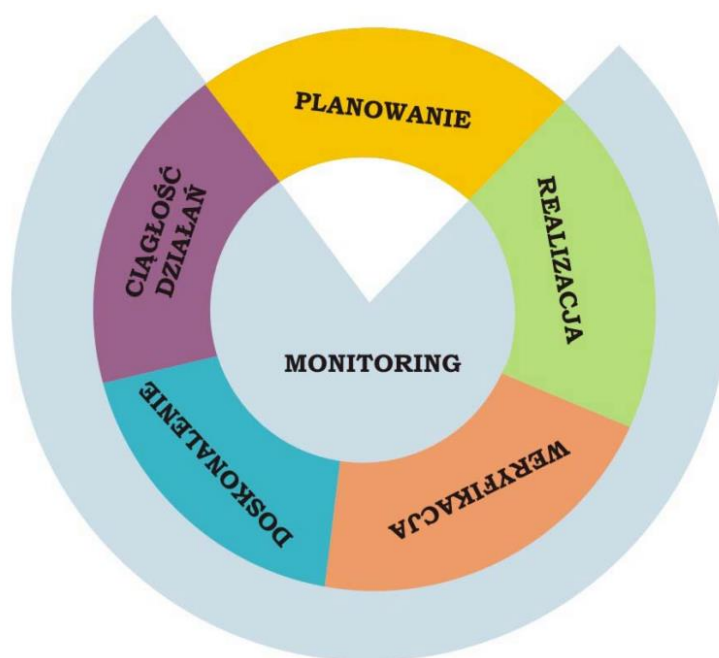 PLANOWANIE
REALIZACJA
WERYFIKACJA
DOSKONALENIE
CIĄGŁOŚĆ
DZIAŁAŃ
MONITORING